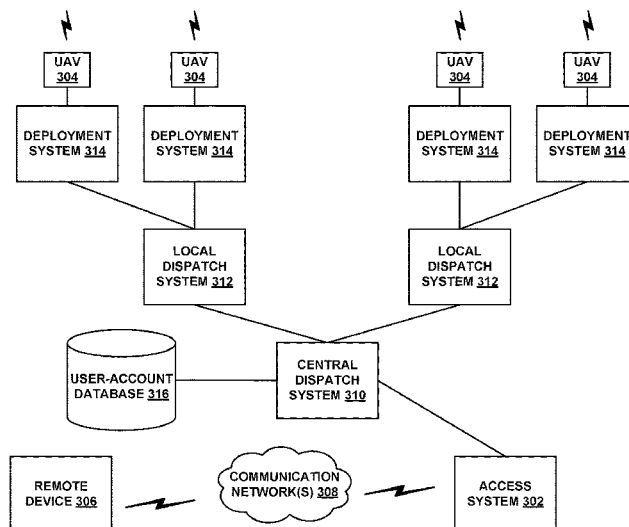 UAV
304
UAV
304
UAV
304
UAV
304
DEPLOYMENT
SYSTEM 314
DEPLOYMENT
SYSTEM 314
DEPLOYMENT
SYSTEM 314
DEPLOYMENT
SYSTEM 314
LOCAL
DISPATCH
SYSTEM 312
LOCAL
DISPATCH
SYSTEM 312
USER-ACCOUNT
DATABASE 316
CENTRAL
DISPATCH
SYSTEM 310
REMOTE
DEVICE 306
COMMUNICATION
NETWORK(S) 308
ACCESS
SYSTEM 302